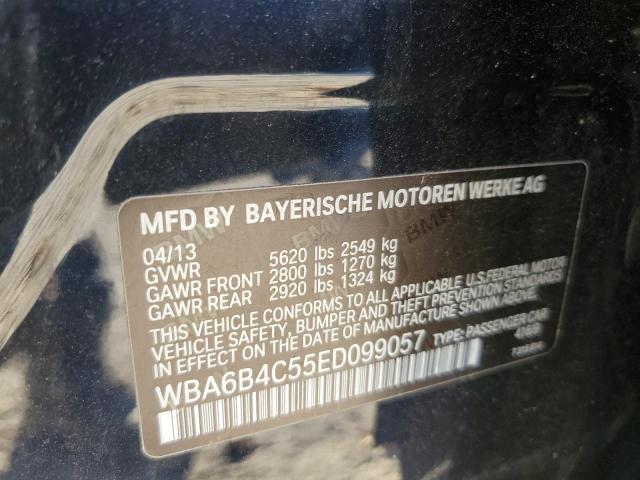 MFD BY BAYERISCHE MOTOREN WERKE AG
04/13
GVWR 5620 lbs 2549 kg
GAWR FRONT 2800 lbs 1270 kg
GAWR REAR 2920 lbs 1324 kg
THIS VEHICLE CONFORMS TO ALL APPLICABLE U.S. FEDERAL MOTOR
VEHICLE SAFETY, BUMPER AND THEFT PREVENTION STANDARDS
IN EFFECT ON THE DATE OF MANUFACTURE SHOWN ABOVE.
WBA6B4C55ED099057 TYPE: PASSENGER CAR